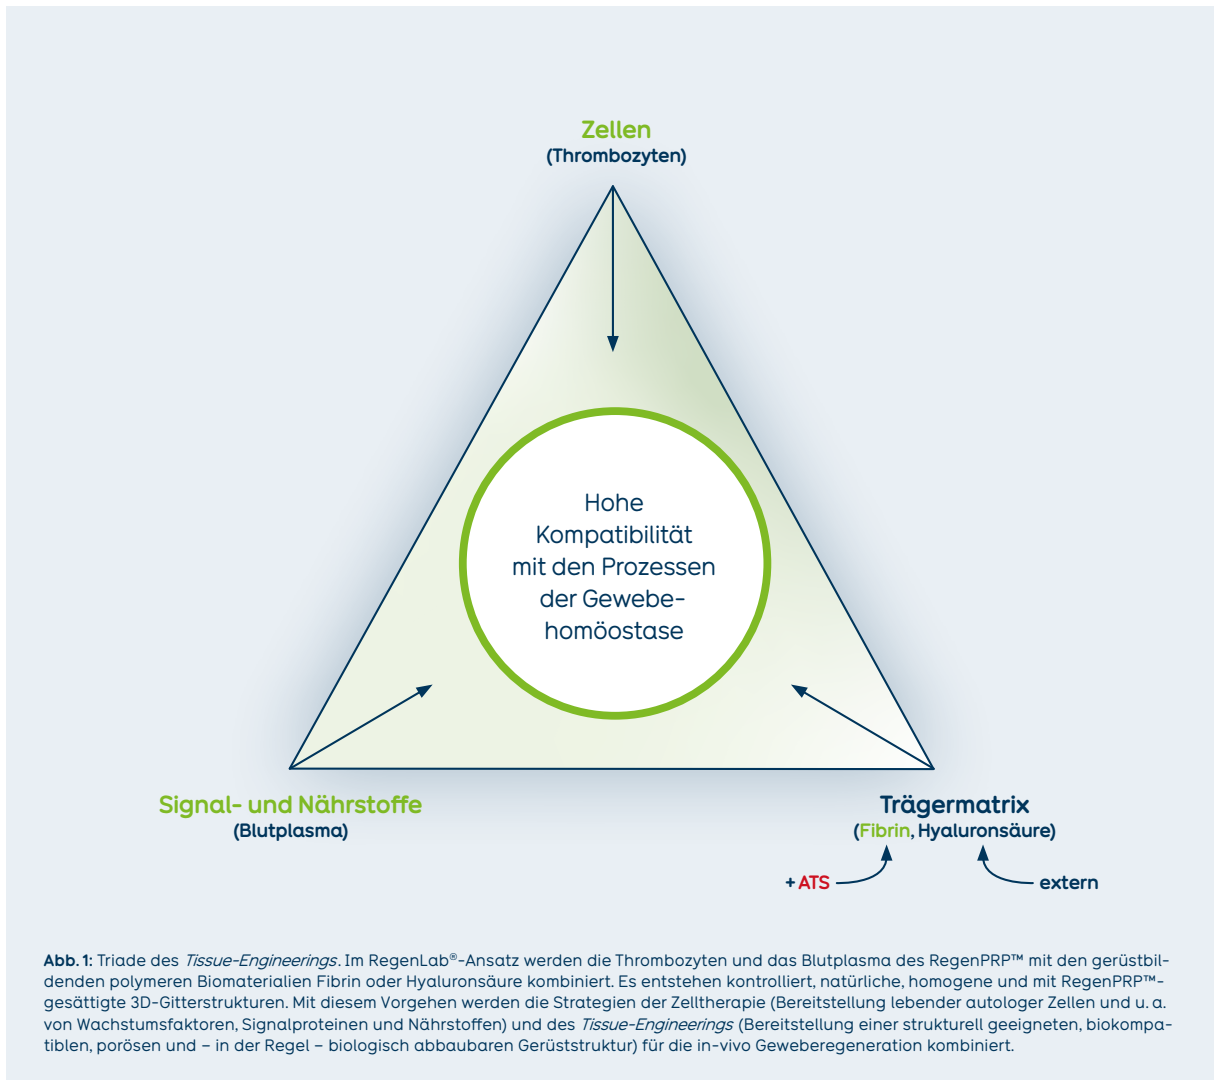 Zellen
(Thrombozyten)
Hohe
Kompatibilität
mit den Prozessen
der Gewebe-
homöostase
Signal- und Nährstoffe
(Blutplasma)
Trägermatrix
(Fibrin, Hyaluronsäure)
+ ATS
extern
Abb. 1: Triade des Tissue-Engineerings. Im RegenLab®-Ansatz werden die Thrombozyten und das Blutplasma des RegenPRP™ mit den gerüstbil-
denden polymeren Biomaterialien Fibrin oder Hyaluronsäure kombiniert. Es entstehen kontrolliert, natürliche, homogene und mit RegenPRP™-
gesättigte 3D-Gitterstrukturen. Mit diesem Vorgehen werden die Strategien der Zelltherapie (Bereitstellung lebender autologer Zellen und u. a.
von Wachstumsfaktoren, Signalproteinen und Nährstoffen) und des Tissue-Engineerings (Bereitstellung einer strukturell geeigneten, biokompa-
tiblen, porösen und – in der Regel – biologisch abbaubaren Gerüststruktur) für die in-vivo Geweberegeneration kombiniert.